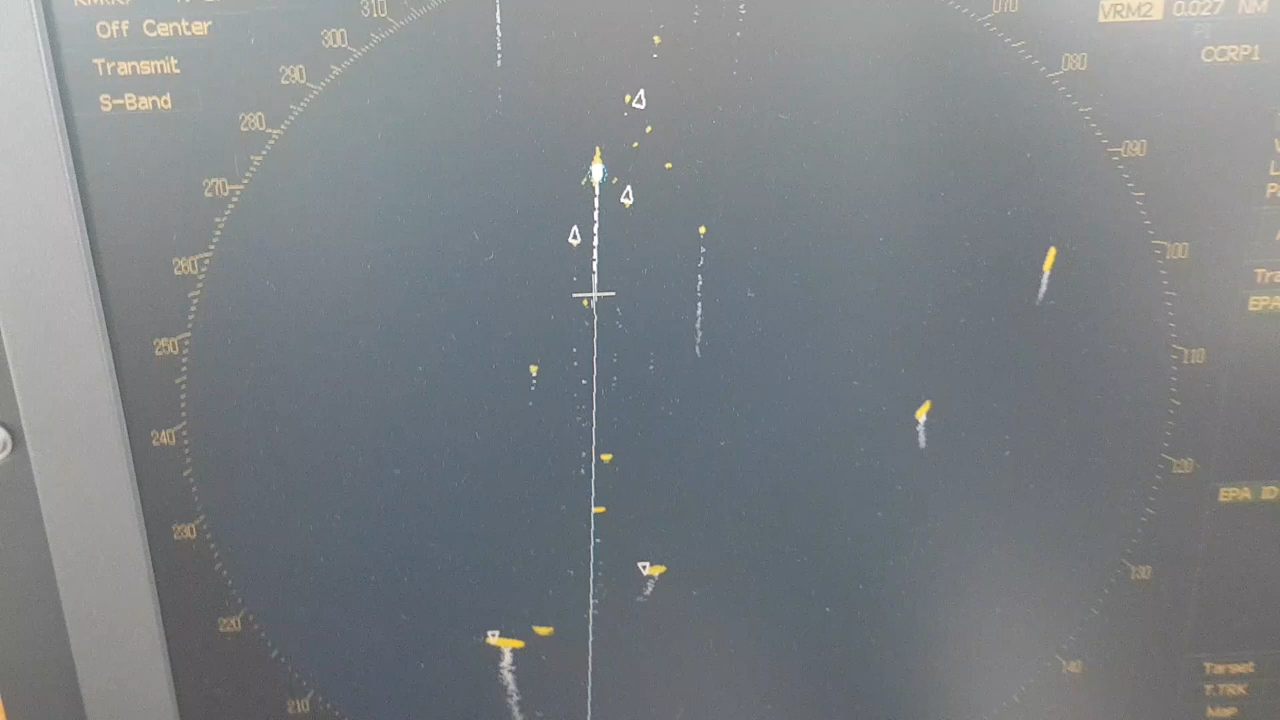 Off Center
Transmit
S-Band
VRM2 0.027 NM
CCRP1
310
300
290
280
270
260
250
240
230
220
210
070
080
090
100
110
120
130
140
EPA ID
Target
T.TRK